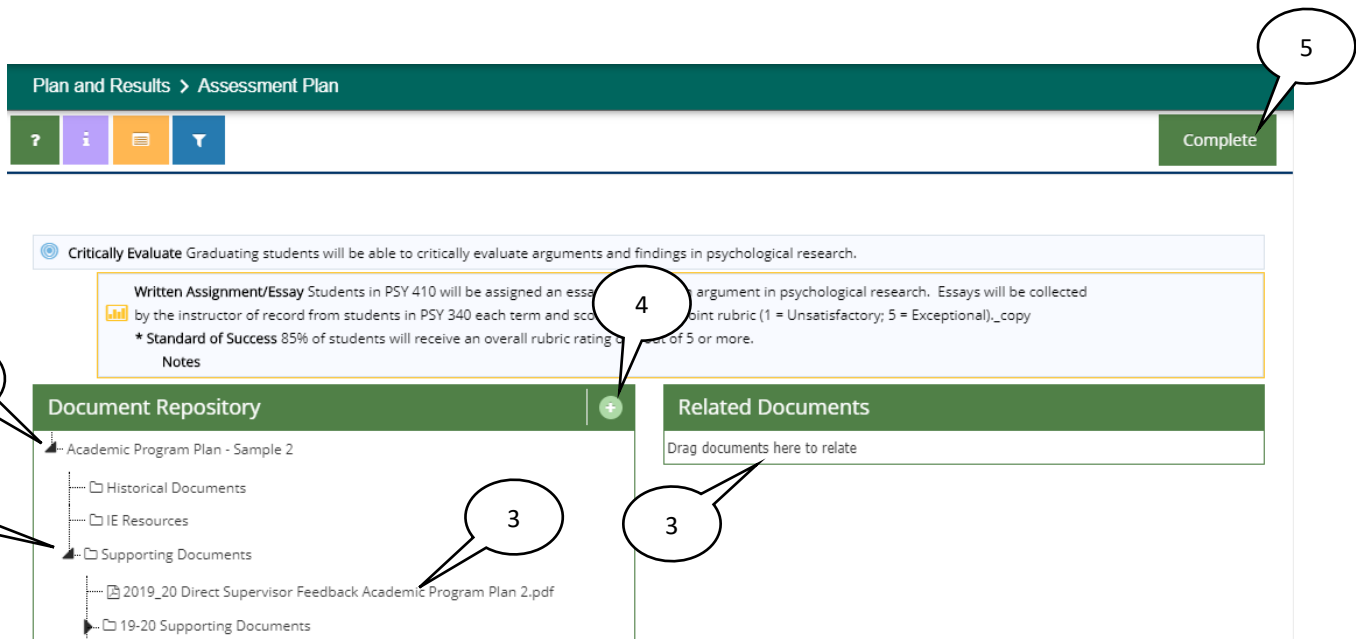 5
Plan and Results > Assessment Plan
? i
Complete
Critically Evaluate Graduating students will be able to critically evaluate arguments and findings in psychological research.
Written Assignment/Essay Students in PSY 410 will be assigned an argument in psychological research. Essays will be collected
4
by the instructor of record from students in PSY 340 each term and rubric (1 = Unsatisfactory; 5 = Exceptional)._copy
* Standard of Success 85% of students will receive an overall rubric rating of 5 or more.
Notes
Document Repository
Related Documents
Academic Program Plan - Sample 2
Drag documents here to relate
Historical Documents
IE Resources
3
3
Supporting Documents
2019_20 Direct Supervisor Feedback Academic Program Plan 2.pdf
19-20 Supporting Documents